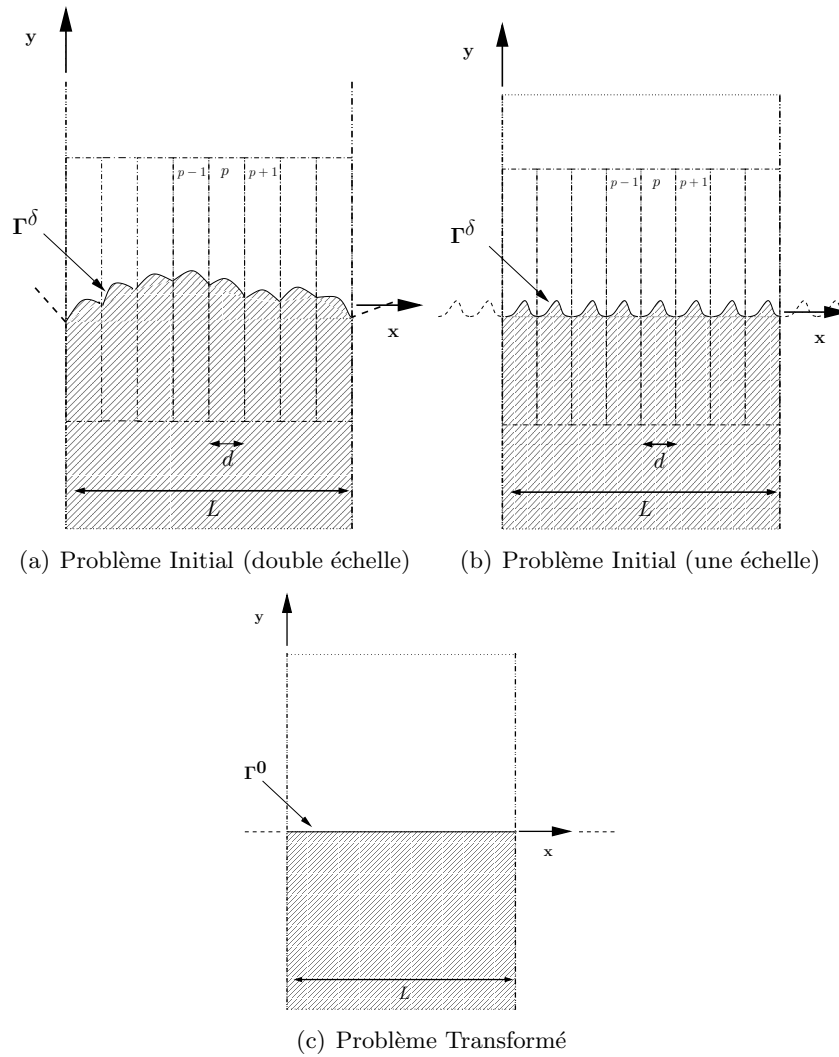 y
p − 1
p
p + 1
Γ^δ
x
d
L
(a) Problème Initial (double échelle)
y
p − 1
p
p + 1
Γ^δ
x
d
L
(b) Problème Initial (une échelle)
y
Γ^0
x
L
(c) Problème Transformé